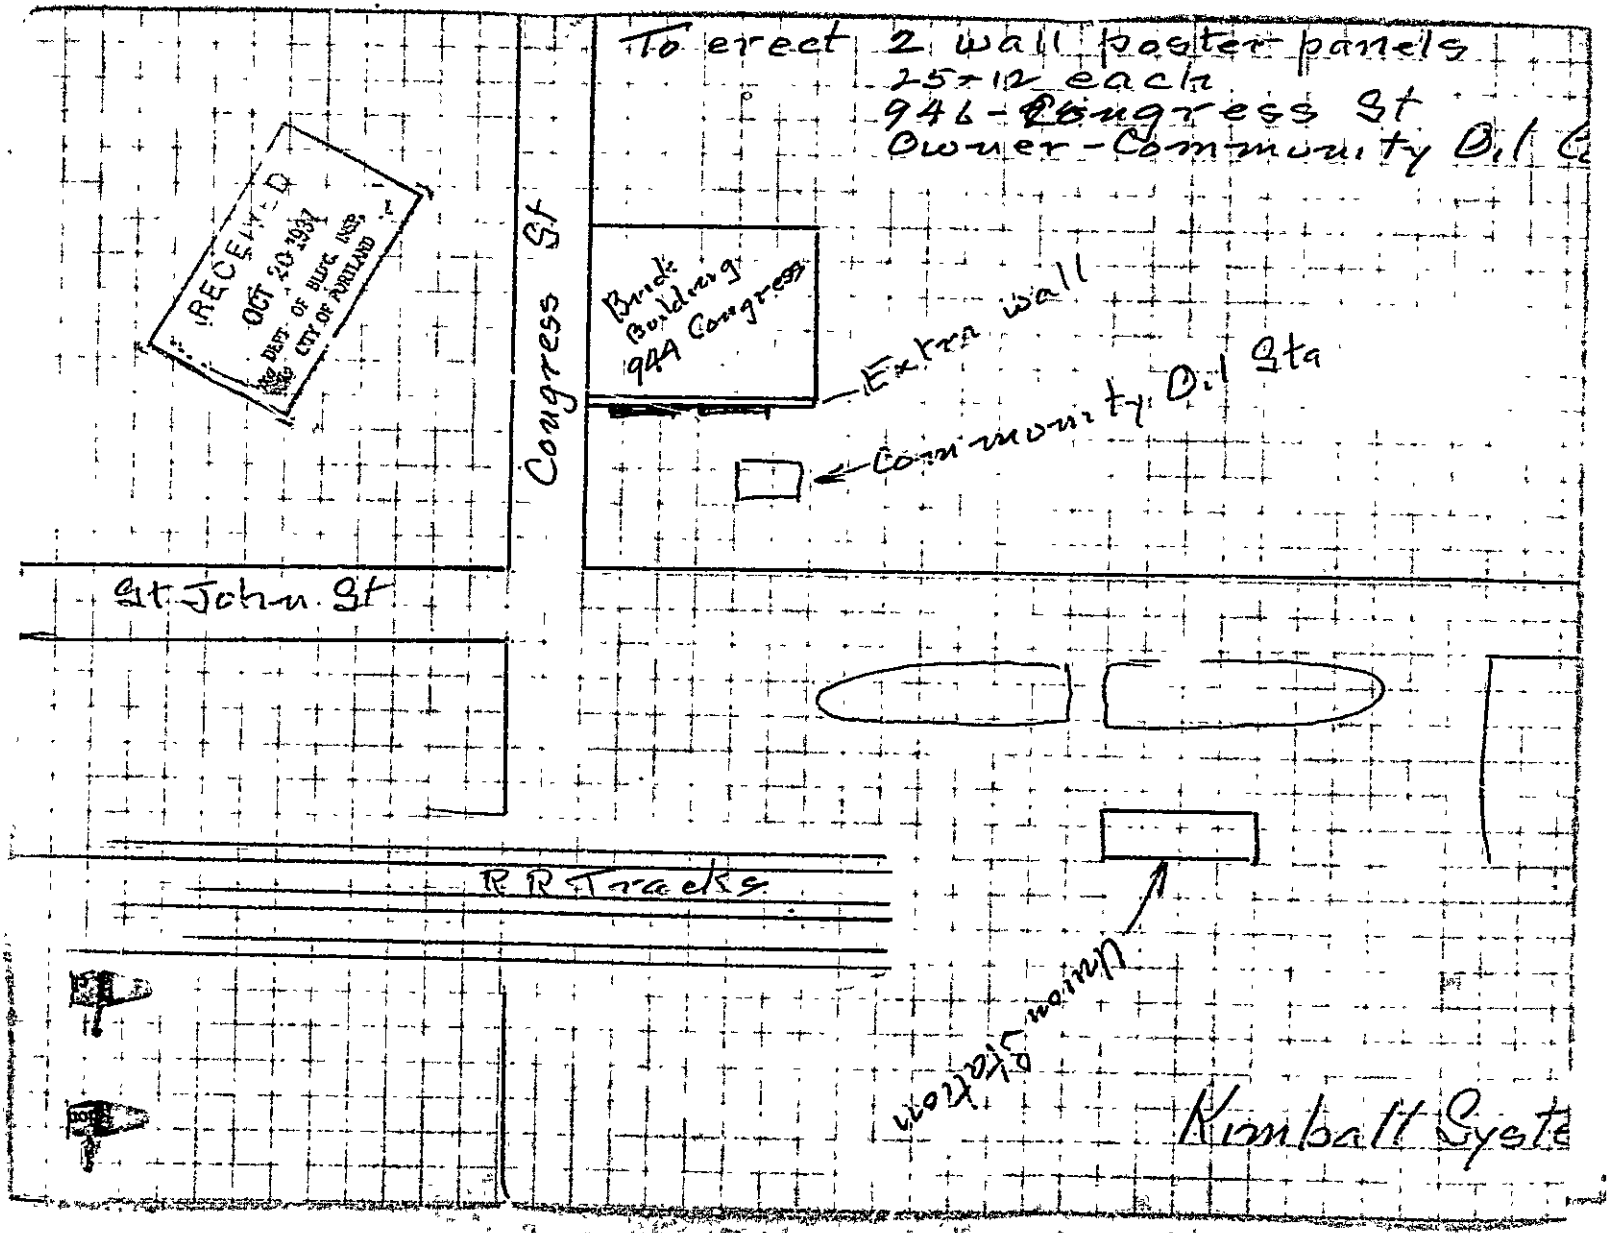 To erect 2 wall poster panels
25×12 each
946-Congress St
Owner-Community Oil Co
RECEIVED
OCT 20 1937
DEPT OF BLDG. INSP.
CITY OF PORTLAND
Congress St
Brick
Building
944 Congress
Extra wall
Community Oil Sta
St John St
R R Tracks
Union Station
Kimball Syste